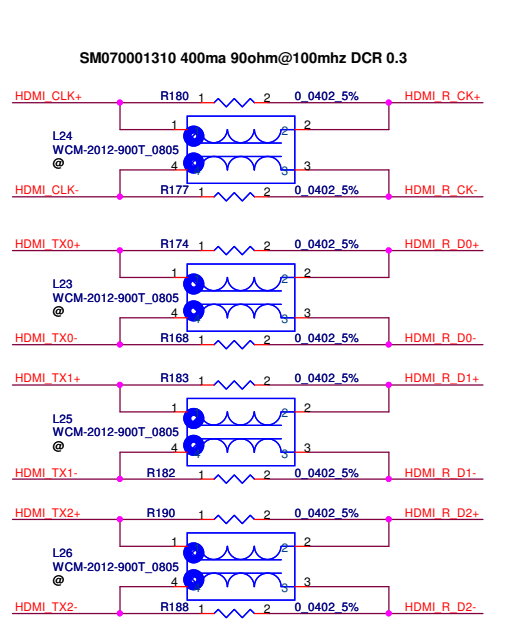 SM070001310 400ma 90ohm@100mhz DCR 0.3
HDMI_CLK+ R180 1 2 0_0402_5% HDMI_R_CK+
1 2 2
L24
WCM-2012-900T_0805
@
4 4 3 3
HDMI_CLK- R177 1 2 0_0402_5% HDMI_R_CK-
HDMI_TX0+ R174 1 2 0_0402_5% HDMI_R_D0+
1 2 2
L23
WCM-2012-900T_0805
@
4 4 3 3
HDMI_TX0- R168 1 2 0_0402_5% HDMI_R_D0-
HDMI_TX1+ R183 1 2 0_0402_5% HDMI_R_D1+
1 2 2
L25
WCM-2012-900T_0805
@
4 4 3 3
HDMI_TX1- R182 1 2 0_0402_5% HDMI_R_D1-
HDMI_TX2+ R190 1 2 0_0402_5% HDMI_R_D2+
1 2 2
L26
WCM-2012-900T_0805
@
4 4 3 3
HDMI_TX2- R188 1 2 0_0402_5% HDMI_R_D2-